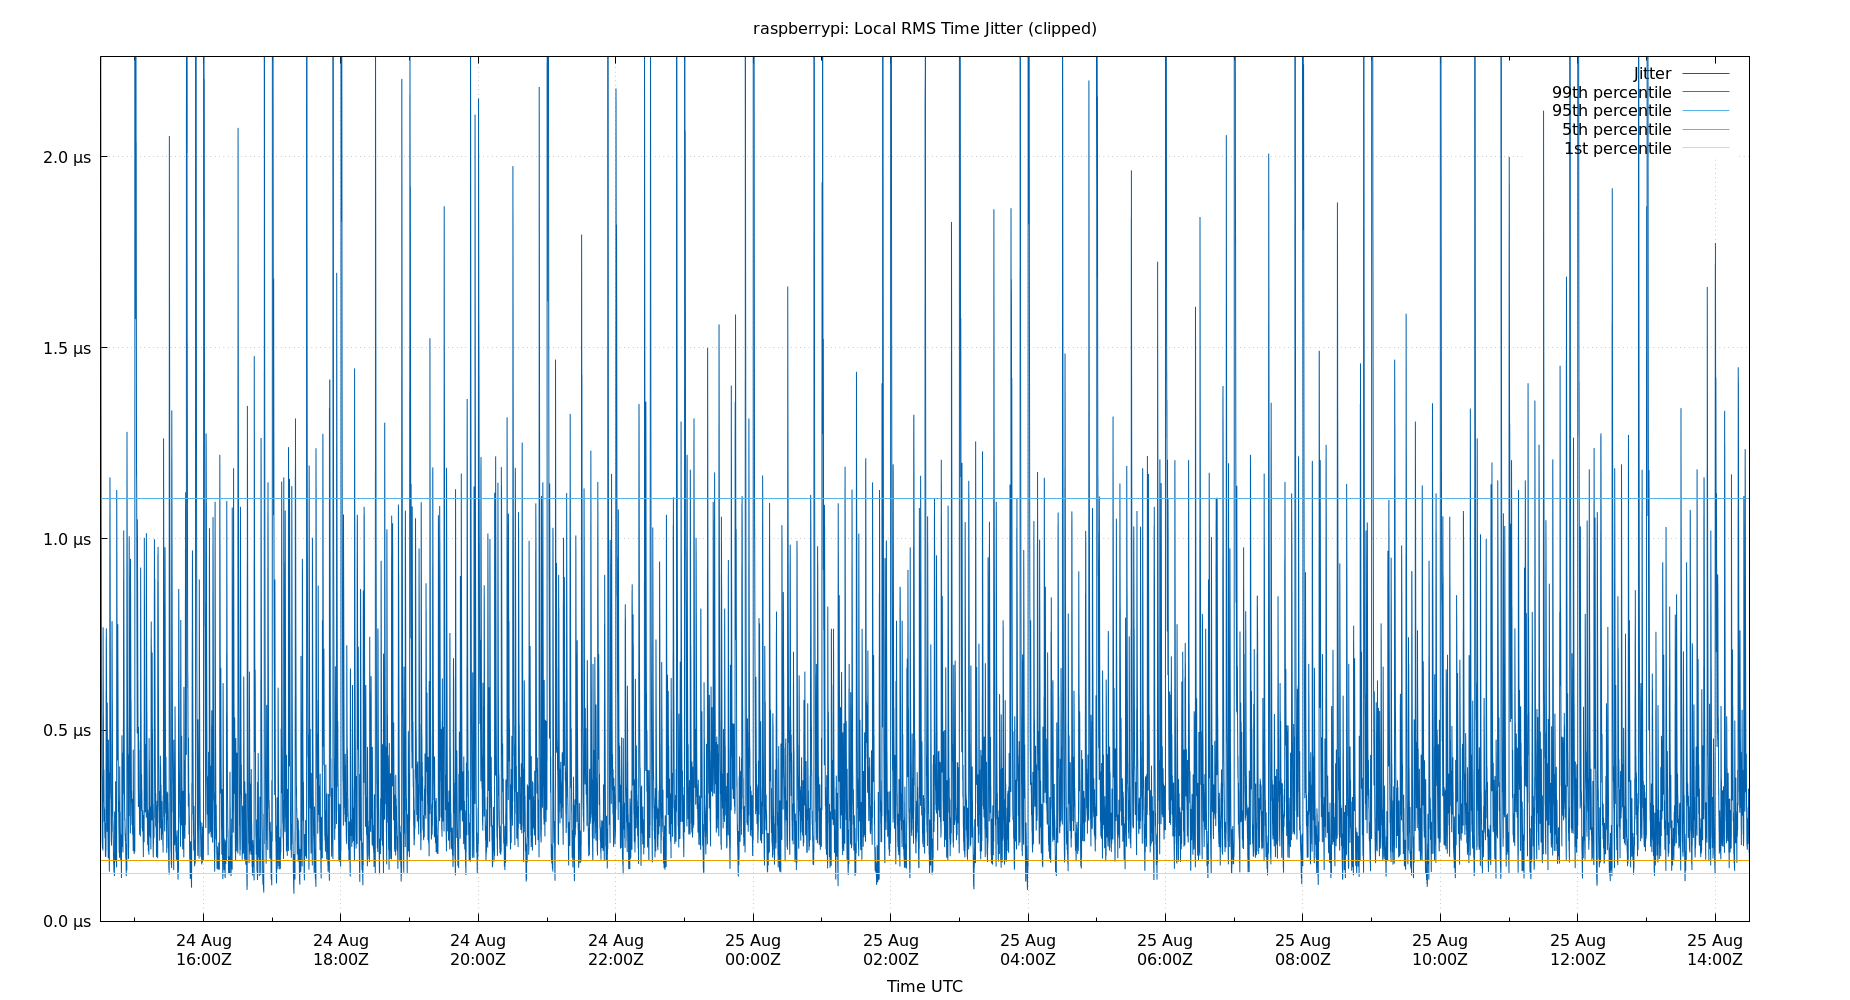 raspberrypi: Local RMS Time Jitter (clipped)
Jitter
99th percentile
95th percentile
5th percentile
1st percentile
2.0 μs
1.5 μs
1.0 μs
0.5 μs
0.0 μs
24 Aug 24 Aug 24 Aug 24 Aug 25 Aug 25 Aug 25 Aug 25 Aug 25 Aug 25 Aug 25 Aug 25 Aug
16:00Z 18:00Z 20:00Z 22:00Z 00:00Z 02:00Z 04:00Z 06:00Z 08:00Z 10:00Z 12:00Z 14:00Z
Time UTC